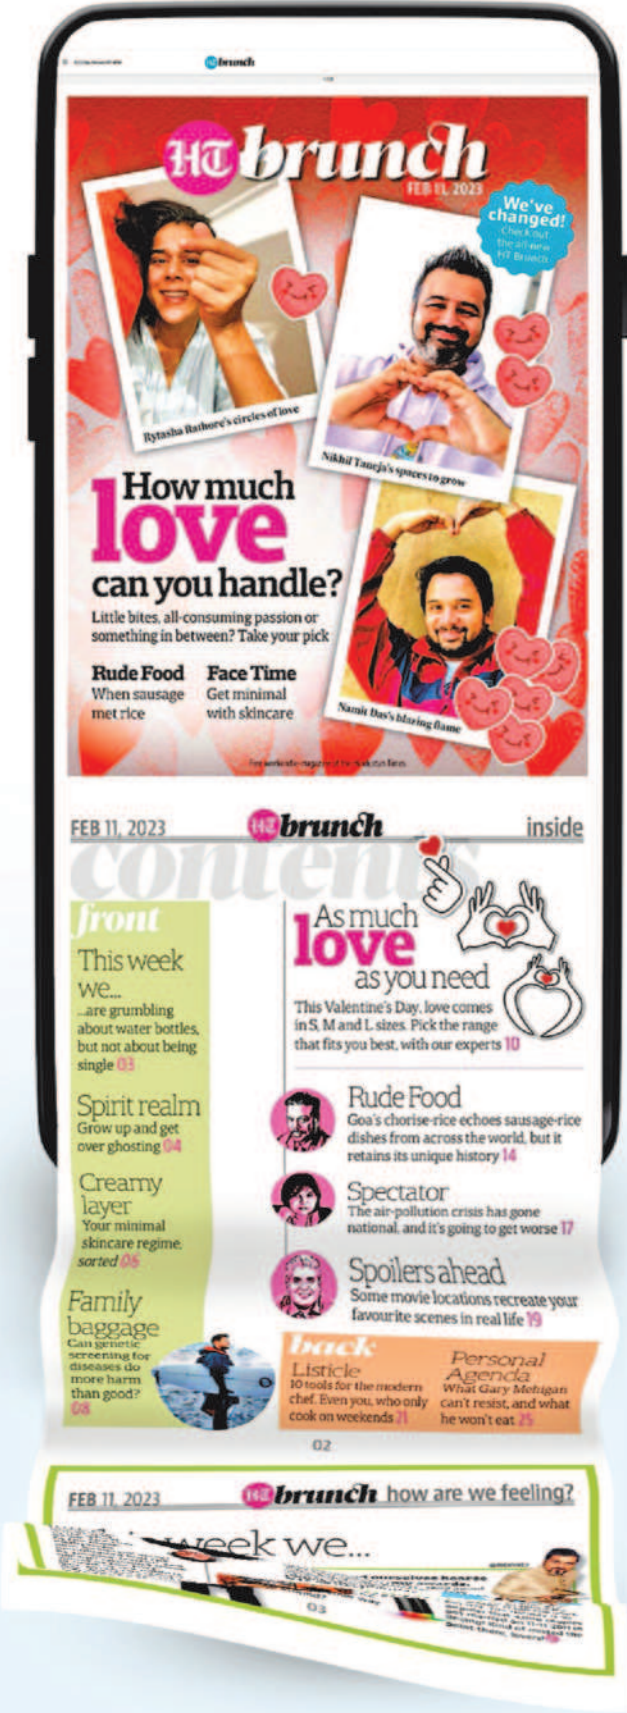 HT brunch
HT brunch
FEB 11, 2023
We've
changed!
Check out
the all-new
HT Brunch
Rytasha Rathore's circles of love
Nikhil Taneja's spaces to grow
How much
love
can you handle?
Little bites, all-consuming passion or
something in between? Take your pick
Rude Food
When sausage
met rice
Face Time
Get minimal
with skincare
Namit Das's blazing flame
FEB 11, 2023
HT brunch
inside
contents
front
This week
we...
...are grumbling
about water bottles,
but not about being
single 03
Spirit realm
Grow up and get
over ghosting 04
Creamy
layer
Your minimal
skincare regime,
sorted 06
Family
baggage
Can genetic
screening for
diseases do
more harm
than good?
08
As much
love
as you need
This Valentine's Day, love comes
in S, M and L sizes. Pick the range
that fits you best, with our experts 10
Rude Food
Goa's chorise-rice echoes sausage-rice
dishes from across the world, but it
retains its unique history 14
Spectator
The air-pollution crisis has gone
national, and it's going to get worse 17
Spoilers ahead
Some movie locations recreate your
favourite scenes in real life 19
back
Listicle
10 tools for the modern
chef. Even you, who only
cook on weekends 21
Personal
Agenda
What Gary Mehigan
can't resist, and what
he won't eat 25
02
FEB 11, 2023
HT brunch how are we feeling?
week we...
03